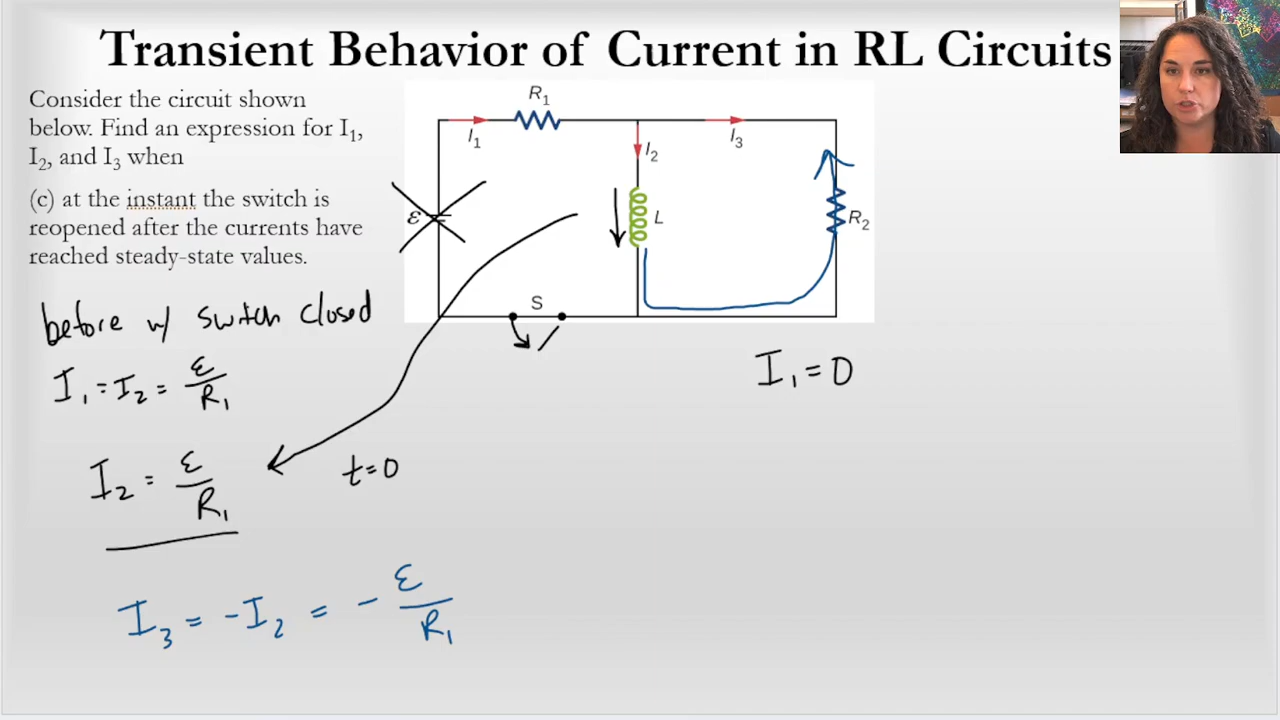 Transient Behavior of Current in RL Circuits
Consider the circuit shown
below. Find an expression for I₁,
I₂, and I₃ when
(c) at the instant the switch is
reopened after the currents have
reached steady-state values.
R₁
I₁
I₂
I₃
ε
L
R₂
S
before w/ switch closed
I₁ = I₂ = ε/R₁
I₁ = 0
I₂ = ε/R₁
t=0
I₃ = -I₂ = - ε/R₁